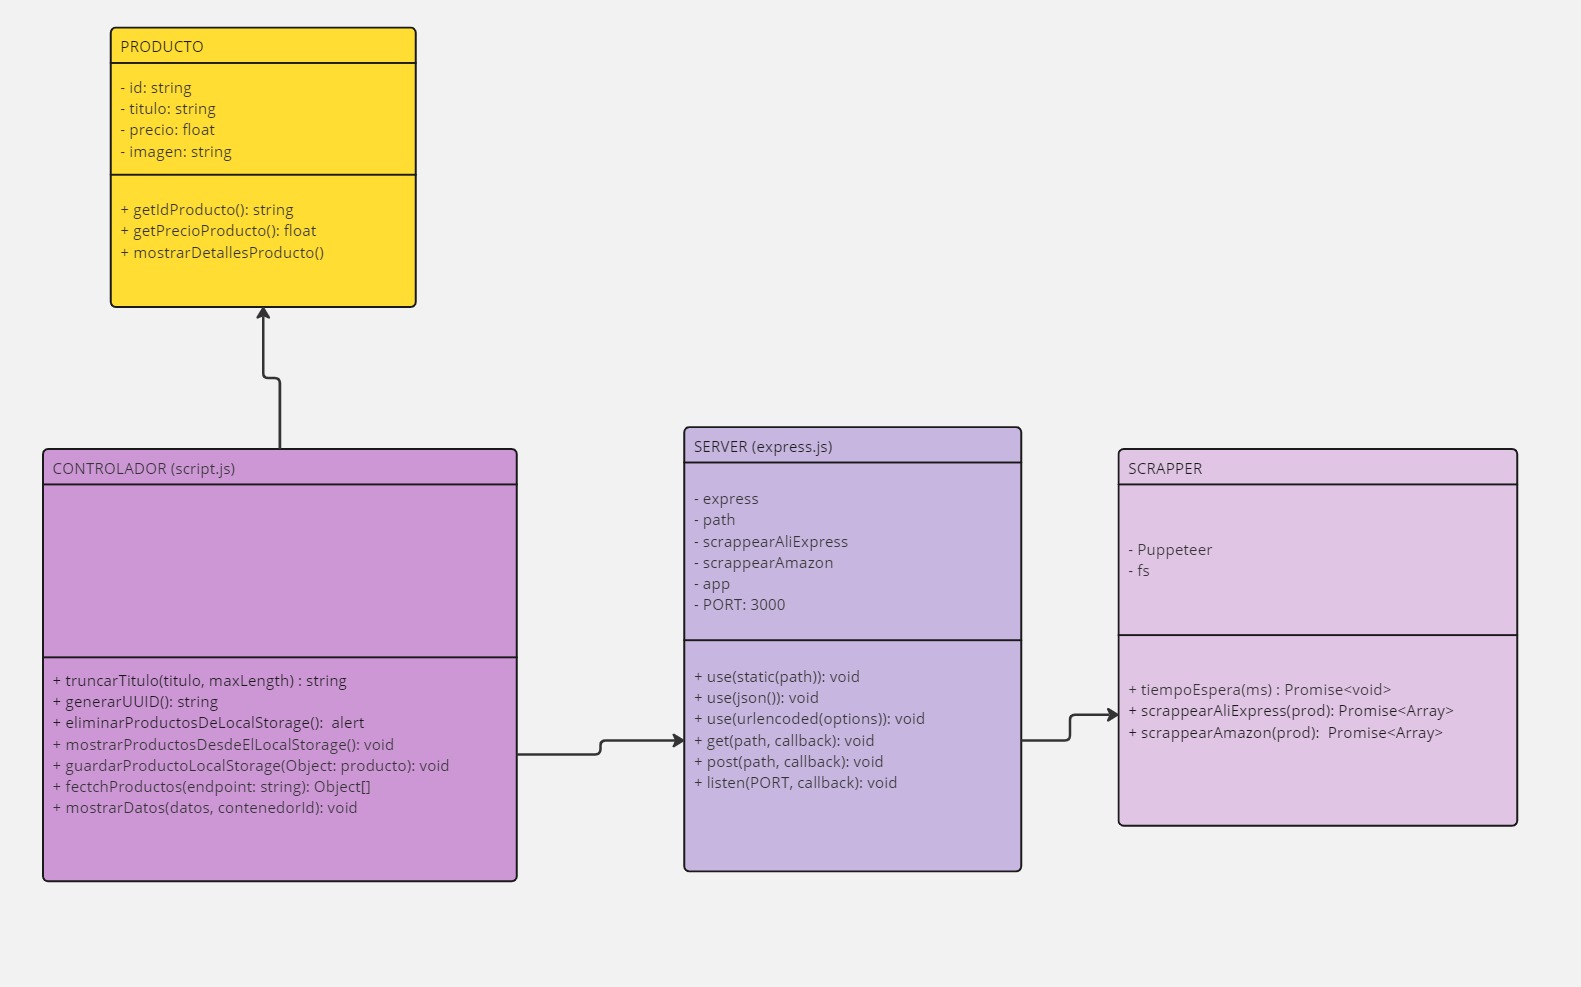 PRODUCTO
- id: string
- titulo: string
- precio: float
- imagen: string
+ getIdProducto(): string
+ getPrecioProducto(): float
+ mostrarDetallesProducto()
CONTROLADOR (script.js)
+ truncarTitulo(titulo, maxLength) : string
+ generarUUID(): string
+ eliminarProductosDeLocalStorage():  alert
+ mostrarProductosDesdeElLocalStorage(): void
+ guardarProductoLocalStorage(Object: producto): void
+ fectchProductos(endpoint: string): Object[]
+ mostrarDatos(datos, contenedorId): void
SERVER (express.js)
- express
- path
- scrappearAliExpress
- scrappearAmazon
- app
- PORT: 3000
+ use(static(path)): void
+ use(json()): void
+ use(urlencoded(options)): void
+ get(path, callback): void
+ post(path, callback): void
+ listen(PORT, callback): void
SCRAPPER
- Puppeteer
- fs
+ tiempoEspera(ms) : Promise<void>
+ scrappearAliExpress(prod): Promise<Array>
+ scrappearAmazon(prod):  Promise<Array>